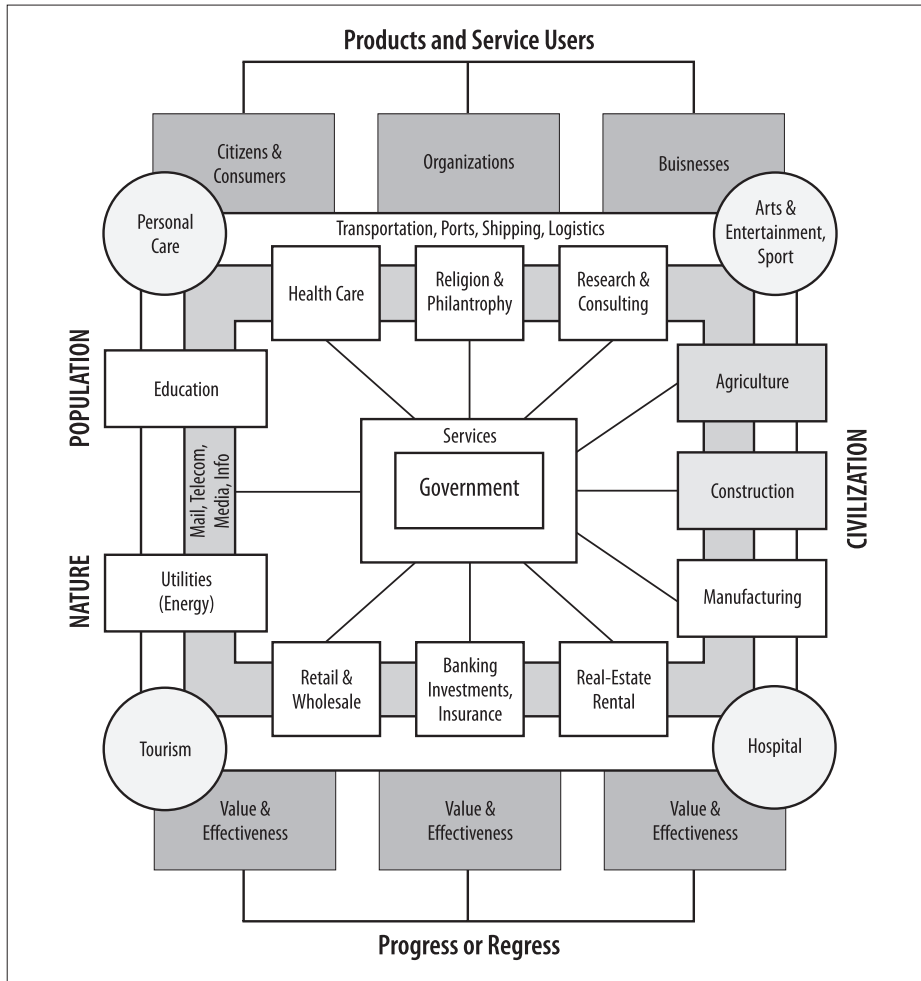 Products and Service Users
Citizens &
Consumers
Organizations
Buisnesses
Personal
Care
Arts &
Entertainment,
Sport
Transportation, Ports, Shipping, Logistics
Health Care
Religion &
Philantrophy
Research &
Consulting
POPULATION
Education
Agriculture
Services
Government
Mail, Telecom,
Media, Info
Construction
CIVILIZATION
NATURE
Utilities
(Energy)
Manufacturing
Retail &
Wholesale
Banking
Investments,
Insurance
Real-Estate
Rental
Tourism
Hospital
Value &
Effectiveness
Value &
Effectiveness
Value &
Effectiveness
Progress or Regress